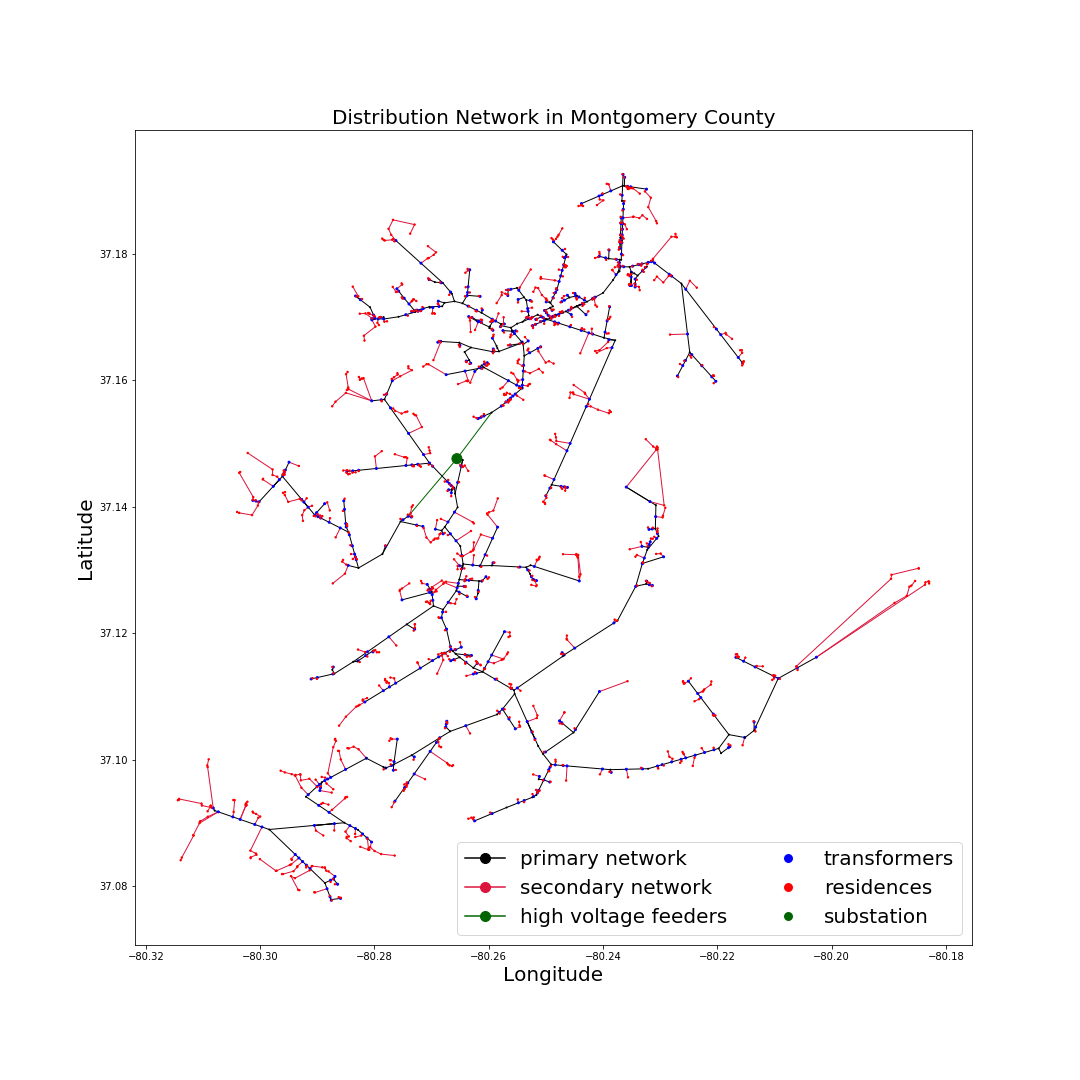 Distribution Network in Montgomery County
Latitude
37.18
37.16
37.14
37.12
37.10
37.08
primary network
secondary network
high voltage feeders
transformers
residences
substation
−80.32 −80.30 −80.28 −80.26 −80.24 −80.22 −80.20 −80.18
Longitude